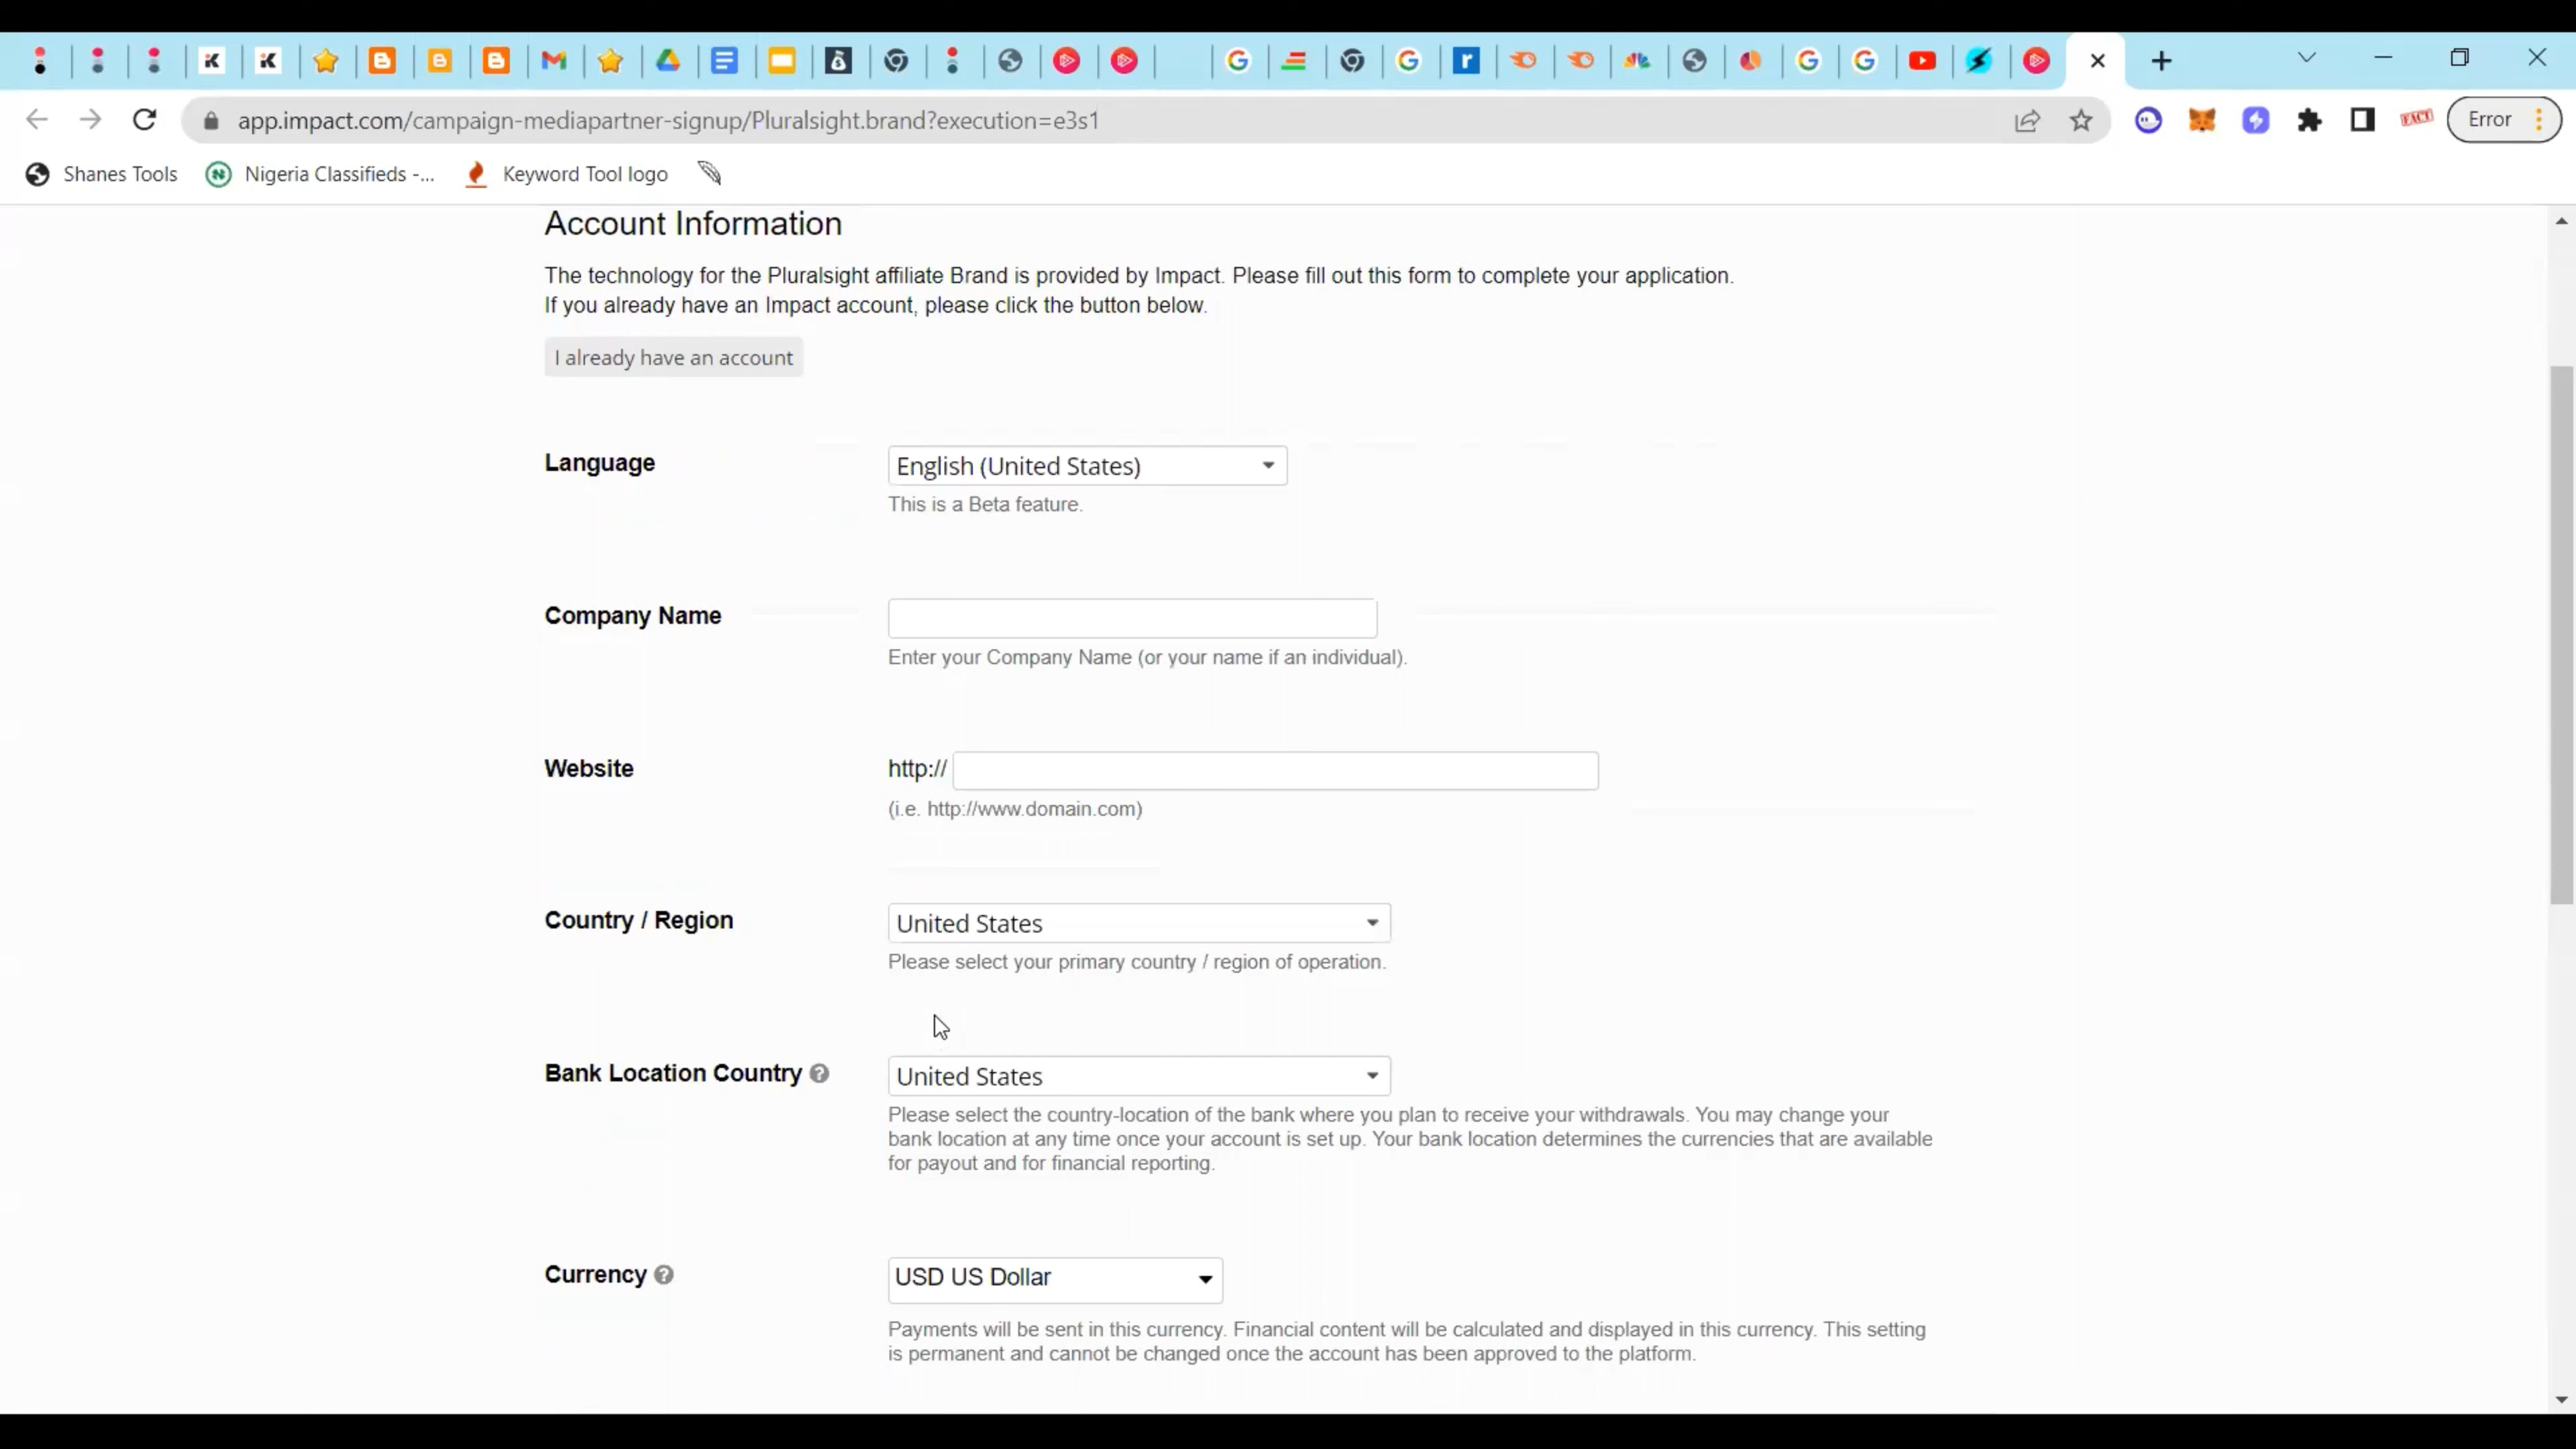 app.impact.com/campaign-mediapartner-signup/Pluralsight.brand?execution=e3s1
FACT
Error
Shanes Tools
Nigeria Classifieds -...
Keyword Tool logo
Account Information
The technology for the Pluralsight affiliate Brand is provided by Impact. Please fill out this form to complete your application.
If you already have an Impact account, please click the button below.
I already have an account
Language
English (United States)
This is a Beta feature.
Company Name
Enter your Company Name (or your name if an individual).
Website
http://
(i.e. http://www.domain.com)
Country / Region
United States
Please select your primary country / region of operation.
Bank Location Country
United States
Please select the country-location of the bank where you plan to receive your withdrawals. You may change your
bank location at any time once your account is set up. Your bank location determines the currencies that are available
for payout and for financial reporting.
Currency
USD US Dollar
Payments will be sent in this currency. Financial content will be calculated and displayed in this currency. This setting
is permanent and cannot be changed once the account has been approved to the platform.